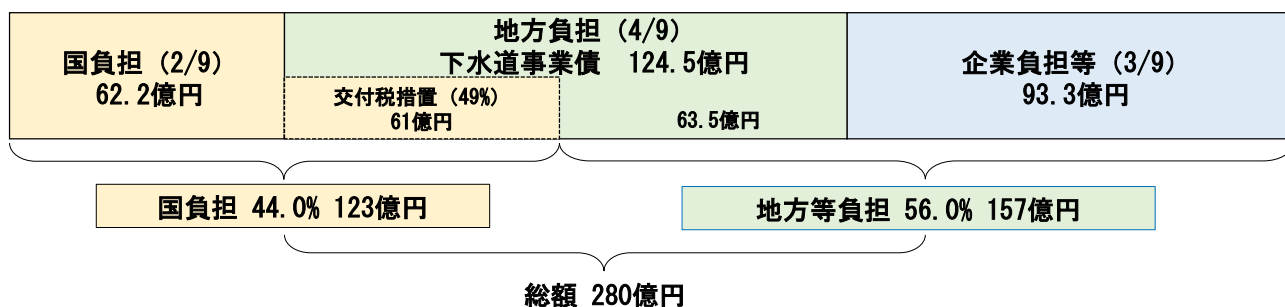 国負担 (2/9)
62.2億円
地方負担 (4/9)
下水道事業債 124.5億円
交付税措置 (49%)
61億円
63.5億円
企業負担等 (3/9)
93.3億円
国負担 44.0% 123億円
地方等負担 56.0% 157億円
総額 280億円